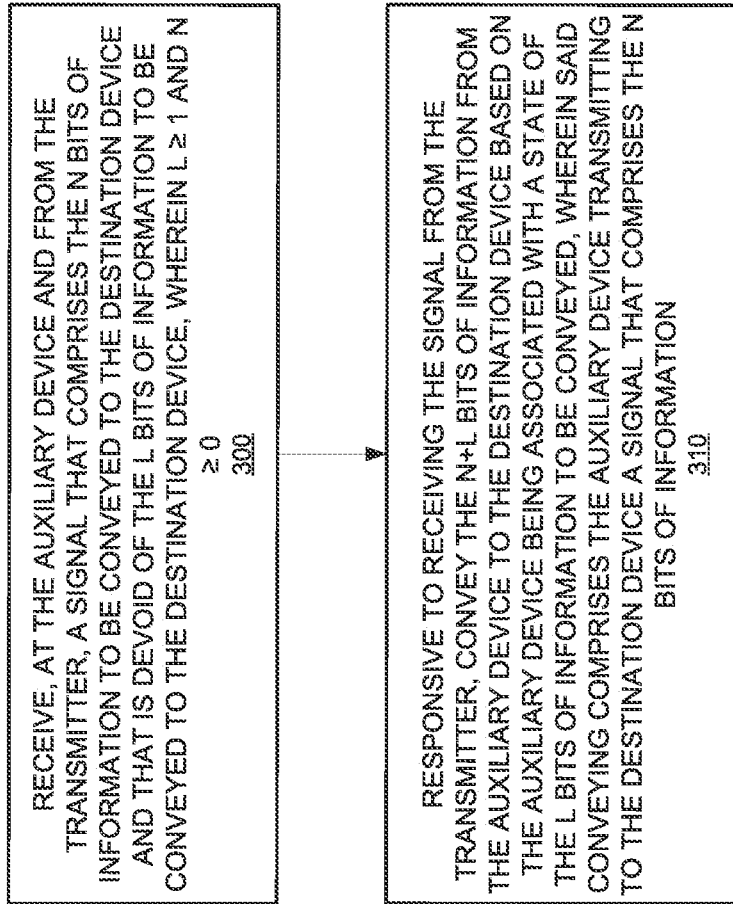 RECEIVE, AT THE AUXILIARY DEVICE AND FROM THE
TRANSMITTER, A SIGNAL THAT COMPRISES THE N BITS OF
INFORMATION TO BE CONVEYED TO THE DESTINATION DEVICE
AND THAT IS DEVOID OF THE L BITS OF INFORMATION TO BE
CONVEYED TO THE DESTINATION DEVICE, WHEREIN L ≥ 1 AND N
≥ 0
300
RESPONSIVE TO RECEIVING THE SIGNAL FROM THE
TRANSMITTER, CONVEY THE N+L BITS OF INFORMATION FROM
THE AUXILIARY DEVICE TO THE DESTINATION DEVICE BASED ON
THE AUXILIARY DEVICE BEING ASSOCIATED WITH A STATE OF
THE L BITS OF INFORMATION TO BE CONVEYED, WHEREIN SAID
CONVEYING COMPRISES THE AUXILIARY DEVICE TRANSMITTING
TO THE DESTINATION DEVICE A SIGNAL THAT COMPRISES THE N
BITS OF INFORMATION
310